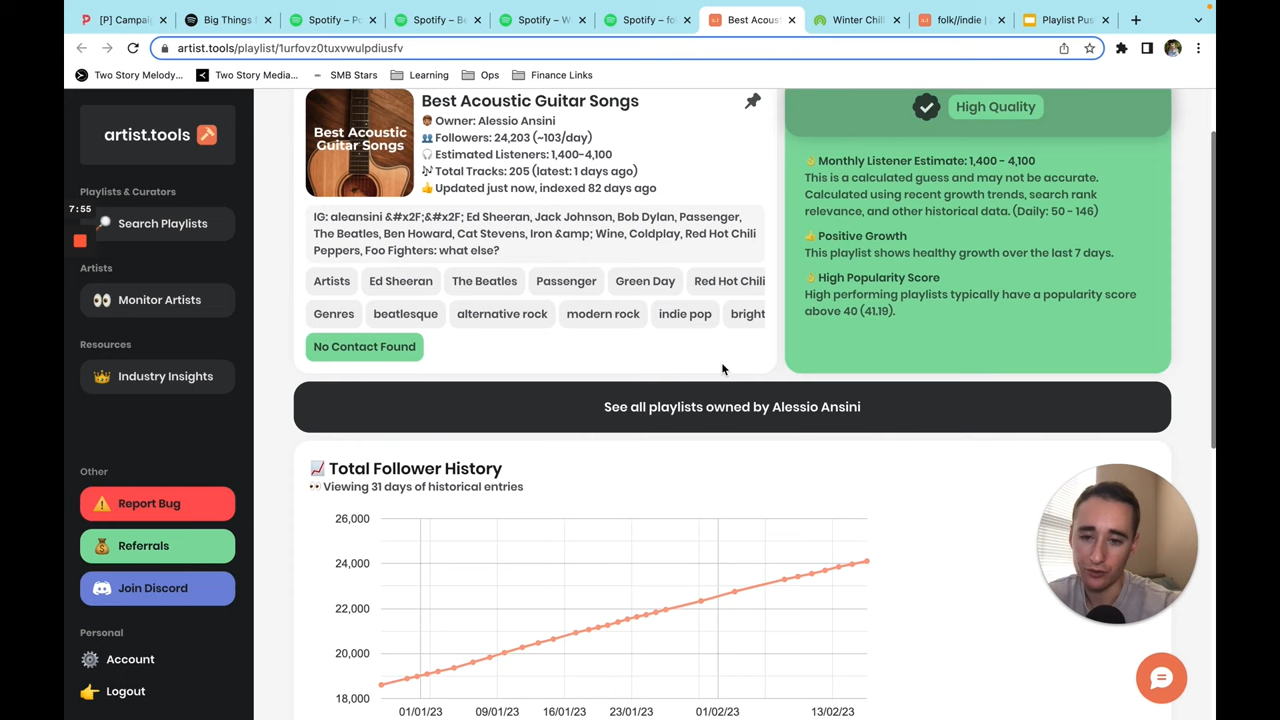 [P] Campai
Big Things f
Spotify – Po
Spotify – Be
Spotify – W
Spotify – fo
Best Acous
Winter Chill
folk//indie |
Playlist Pus
artist.tools/playlist/1urfovz0tuxvwulpdiusfv
Two Story Melody...
Two Story Media...
SMB Stars
Learning
Ops
Finance Links
artist.tools
Playlists & Curators
7:55
Search Playlists
Artists
Monitor Artists
Resources
Industry Insights
Other
Report Bug
Referrals
Join Discord
Personal
Account
Logout
Best Acoustic
Guitar Songs
Best Acoustic Guitar Songs
Owner: Alessio Ansini
Followers: 24,203 (~103/day)
Estimated Listeners: 1,400-4,100
Total Tracks: 205 (latest: 1 days ago)
Updated just now, indexed 82 days ago
IG: aleansini &#x2F;&#x2F; Ed Sheeran, Jack Johnson, Bob Dylan, Passenger,
The Beatles, Ben Howard, Cat Stevens, Iron &amp; Wine, Coldplay, Red Hot Chili
Peppers, Foo Fighters: what else?
Artists
Ed Sheeran
The Beatles
Passenger
Green Day
Red Hot Chili
Genres
beatlesque
alternative rock
modern rock
indie pop
bright
No Contact Found
High Quality
Monthly Listener Estimate: 1,400 - 4,100
This is a calculated guess and may not be accurate.
Calculated using recent growth trends, search rank
relevance, and other historical data. (Daily: 50 - 146)
Positive Growth
This playlist shows healthy growth over the last 7 days.
High Popularity Score
High performing playlists typically have a popularity score
above 40 (41.19).
See all playlists owned by Alessio Ansini
Total Follower History
Viewing 31 days of historical entries
26,000
24,000
22,000
20,000
18,000
01/01/23
09/01/23
16/01/23
23/01/23
01/02/23
13/02/23